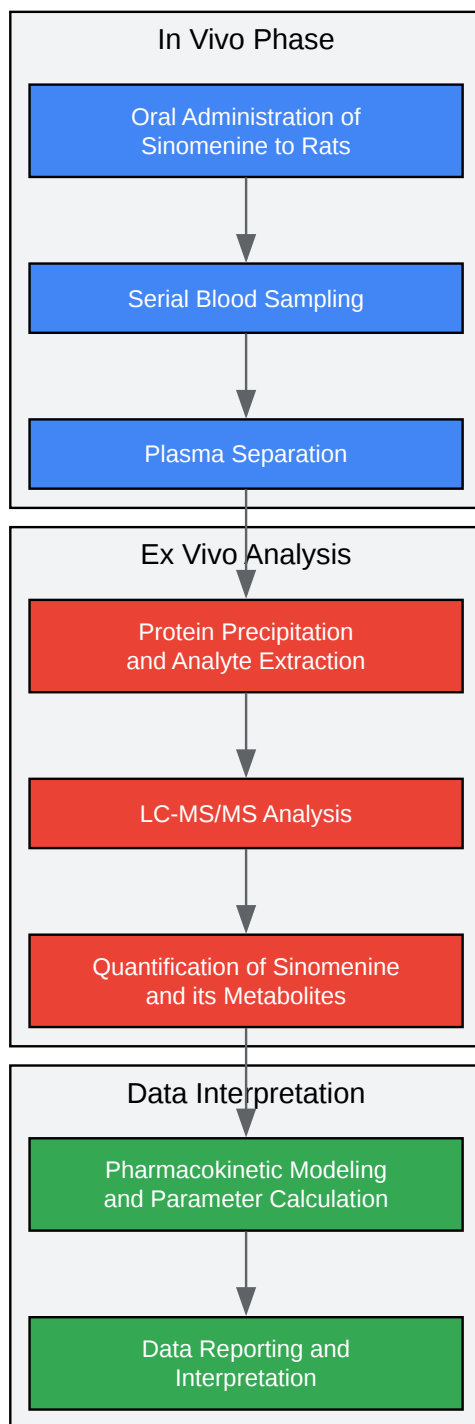 In Vivo Phase
Oral Administration of
Sinomenine to Rats
Serial Blood Sampling
Plasma Separation
Ex Vivo Analysis
Protein Precipitation
and Analyte Extraction
LC-MS/MS Analysis
Quantification of Sinomenine
and its Metabolites
Data Interpretation
Pharmacokinetic Modeling
and Parameter Calculation
Data Reporting and
Interpretation